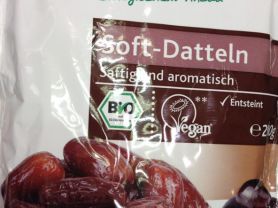 Soft-Datteln
Saftig und aromatisch
✓ Entsteint
BIO
**
Vegan
200g